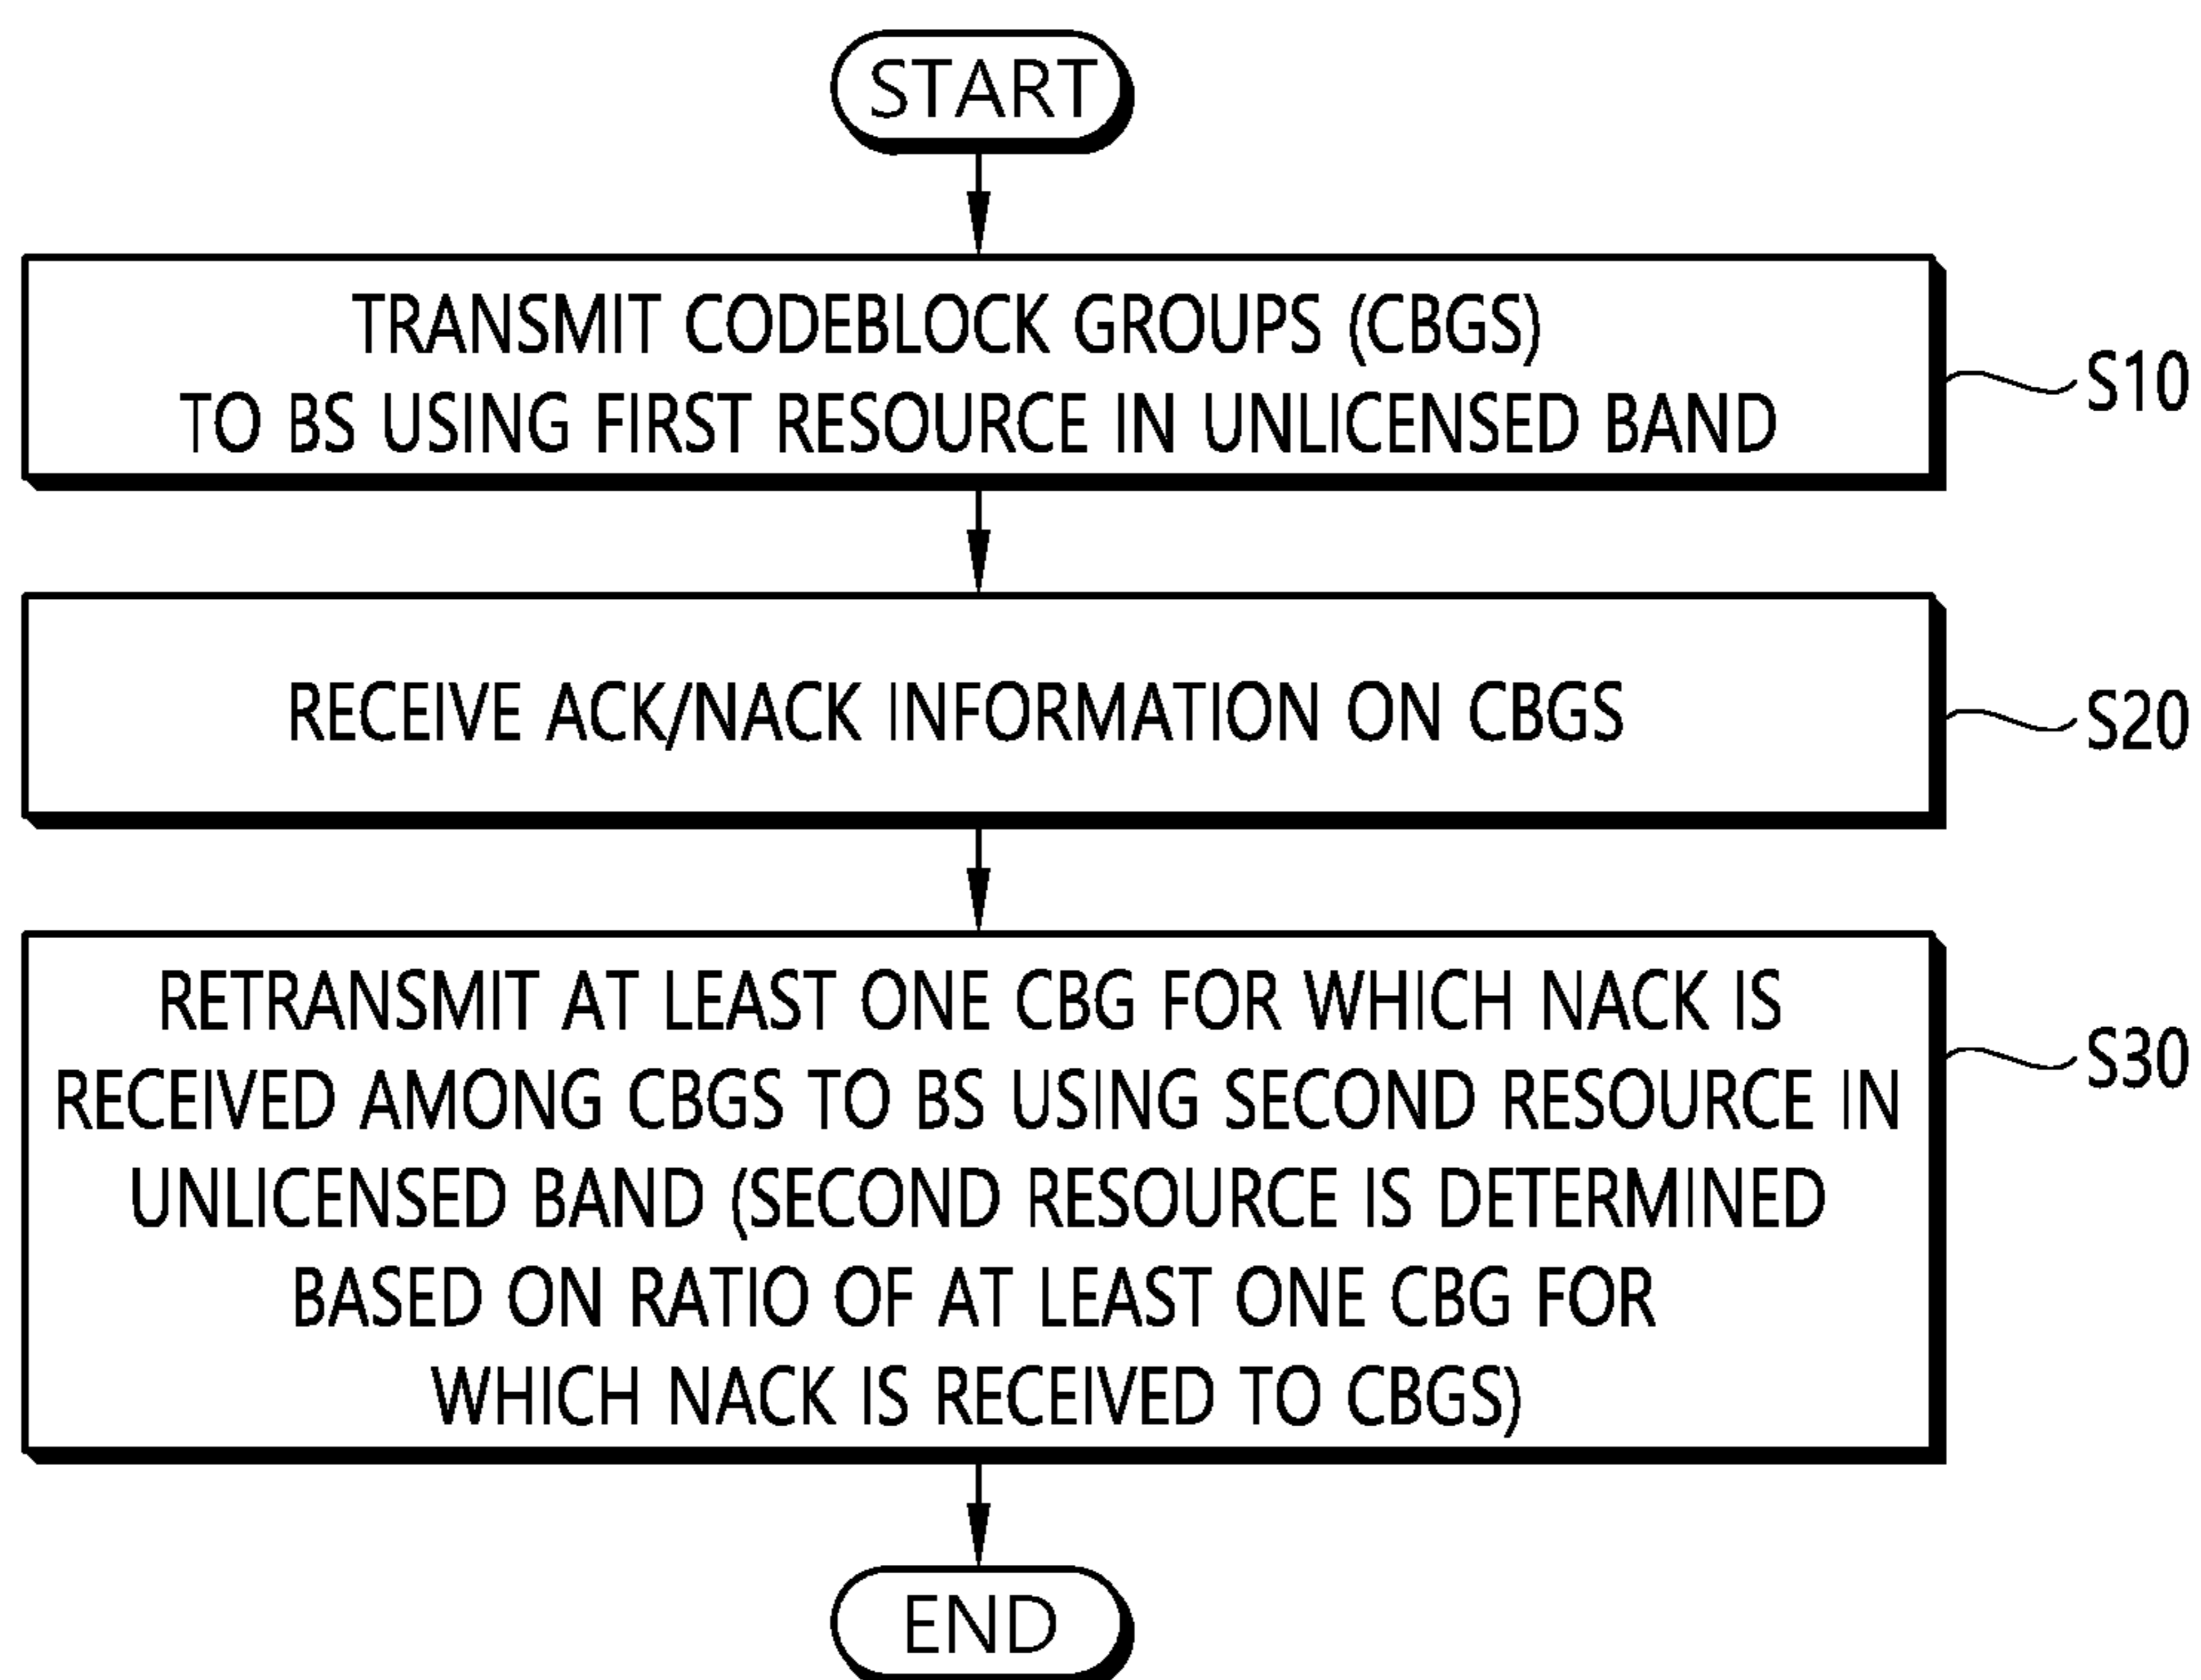 START
TRANSMIT CODEBLOCK GROUPS (CBGS)
TO BS USING FIRST RESOURCE IN UNLICENSED BAND
S10
RECEIVE ACK/NACK INFORMATION ON CBGS
S20
RETRANSMIT AT LEAST ONE CBG FOR WHICH NACK IS
RECEIVED AMONG CBGS TO BS USING SECOND RESOURCE IN
UNLICENSED BAND (SECOND RESOURCE IS DETERMINED
BASED ON RATIO OF AT LEAST ONE CBG FOR
WHICH NACK IS RECEIVED TO CBGS)
S30
END